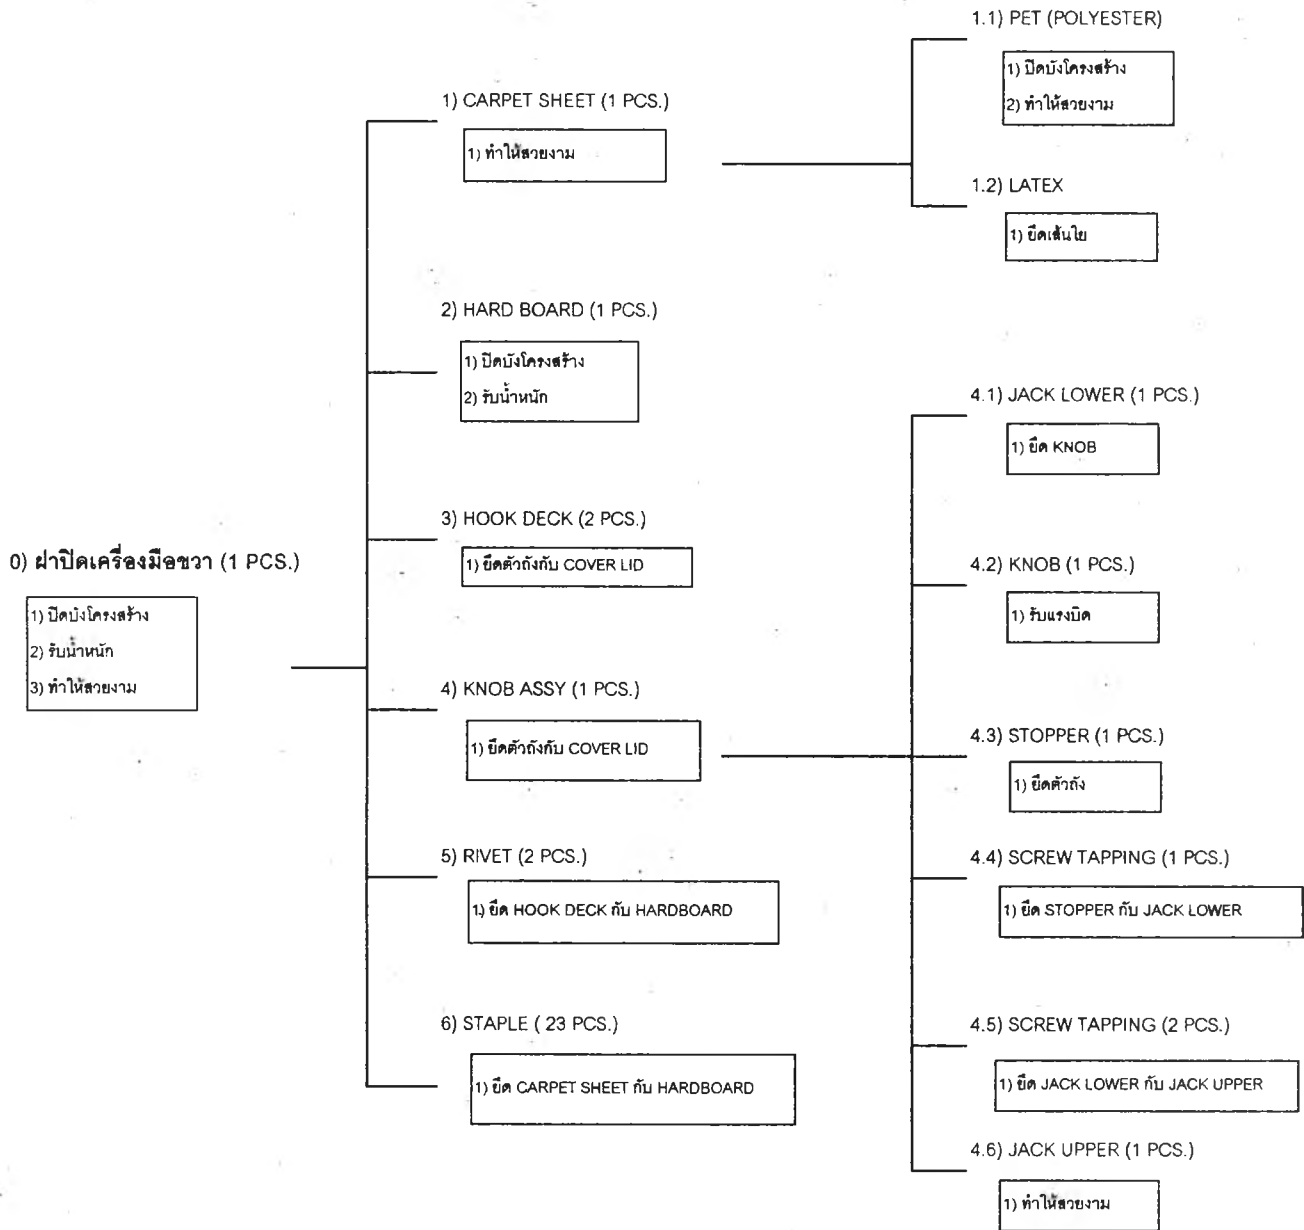 0) ฝาปิดเครื่องมือขวา (1 PCS.)
1) ปิดบังโครงสร้าง
2) รับน้ำหนัก
3) ทำให้สวยงาม
1) CARPET SHEET (1 PCS.)
1) ทำให้สวยงาม
2) HARD BOARD (1 PCS.)
1) ปิดบังโครงสร้าง
2) รับน้ำหนัก
3) HOOK DECK (2 PCS.)
1) ยึดตัวถังกับ COVER LID
4) KNOB ASSY (1 PCS.)
1) ยึดตัวถังกับ COVER LID
5) RIVET (2 PCS.)
1) ยึด HOOK DECK กับ HARDBOARD
6) STAPLE ( 23 PCS.)
1) ยึด CARPET SHEET กับ HARDBOARD
1.1) PET (POLYESTER)
1) ปิดบังโครงสร้าง
2) ทำให้สวยงาม
1.2) LATEX
1) ยึดเส้นใย
4.1) JACK LOWER (1 PCS.)
1) ยึด KNOB
4.2) KNOB (1 PCS.)
1) รับแรงบิด
4.3) STOPPER (1 PCS.)
1) ยึดตัวถัง
4.4) SCREW TAPPING (1 PCS.)
1) ยึด STOPPER กับ JACK LOWER
4.5) SCREW TAPPING (2 PCS.)
1) ยึด JACK LOWER กับ JACK UPPER
4.6) JACK UPPER (1 PCS.)
1) ทำให้สวยงาม